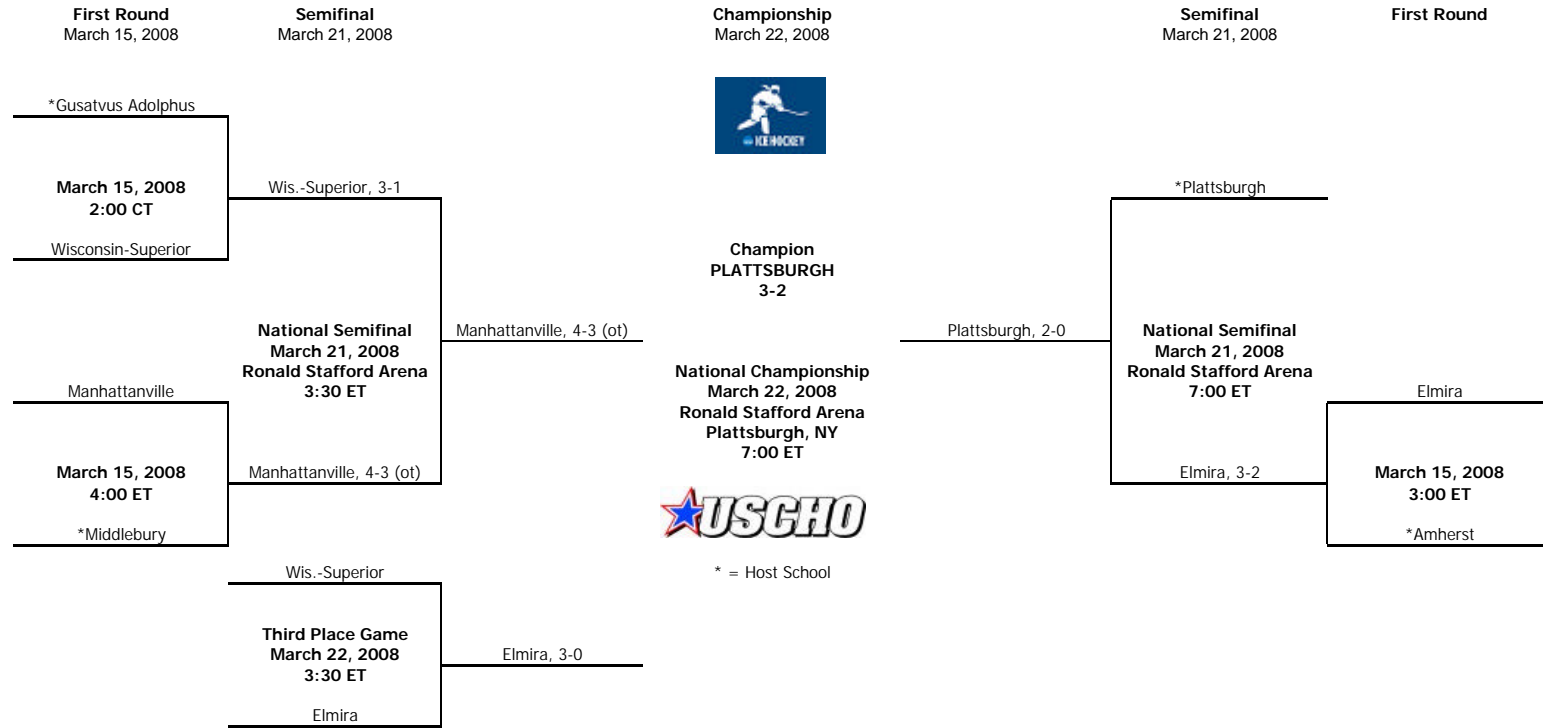 First Round
March 15, 2008
Semifinal
March 21, 2008
Championship
March 22, 2008
Semifinal
March 21, 2008
First Round
*Gusatvus Adolphus
March 15, 2008
2:00 CT
Wisconsin-Superior
Wis.-Superior, 3-1
National Semifinal
March 21, 2008
Ronald Stafford Arena
3:30 ET
Manhattanville
March 15, 2008
4:00 ET
*Middlebury
Manhattanville, 4-3 (ot)
Manhattanville, 4-3 (ot)
ICE HOCKEY
Champion
PLATTSBURGH
3-2
National Championship
March 22, 2008
Ronald Stafford Arena
Plattsburgh, NY
7:00 ET
USCHO
* = Host School
Plattsburgh, 2-0
*Plattsburgh
National Semifinal
March 21, 2008
Ronald Stafford Arena
7:00 ET
Elmira, 3-2
Elmira
March 15, 2008
3:00 ET
*Amherst
Wis.-Superior
Third Place Game
March 22, 2008
3:30 ET
Elmira
Elmira, 3-0